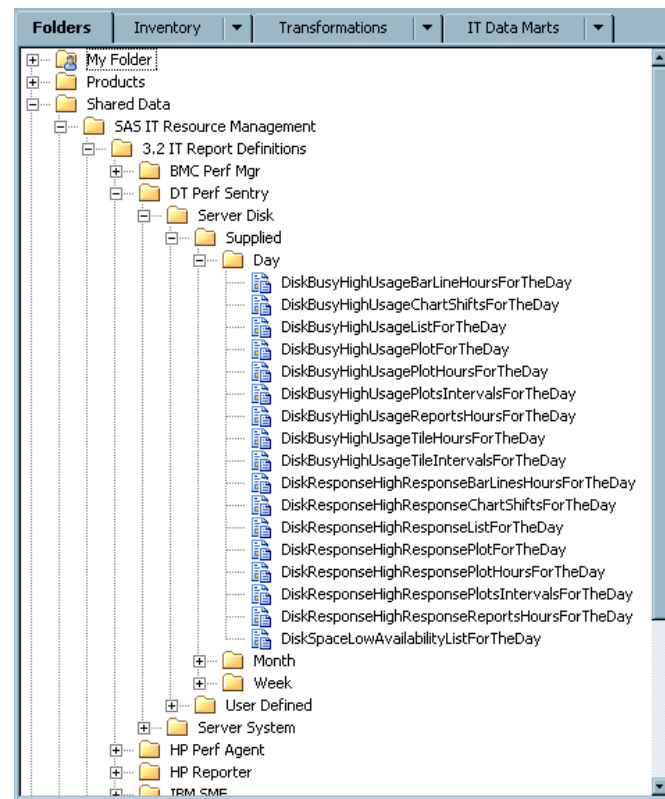 Folders Inventory Transformations IT Data Marts
My Folder
Products
Shared Data
SAS IT Resource Management
3.2 IT Report Definitions
BMC Perf Mgr
DT Perf Sentry
Server Disk
Supplied
Day
DiskBusyHighUsageBarLineHoursForTheDay
DiskBusyHighUsageChartShiftsForTheDay
DiskBusyHighUsageListForTheDay
DiskBusyHighUsagePlotForTheDay
DiskBusyHighUsagePlotHoursForTheDay
DiskBusyHighUsagePlotsIntervalsForTheDay
DiskBusyHighUsageReportsHoursForTheDay
DiskBusyHighUsageTileHoursForTheDay
DiskBusyHighUsageTileIntervalsForTheDay
DiskResponseHighResponseBarLinesHoursForTheDay
DiskResponseHighResponseChartShiftsForTheDay
DiskResponseHighResponseListForTheDay
DiskResponseHighResponsePlotForTheDay
DiskResponseHighResponsePlotHoursForTheDay
DiskResponseHighResponsePlotsIntervalsForTheDay
DiskResponseHighResponseReportsHoursForTheDay
DiskSpaceLowAvailabilityListForTheDay
Month
Week
User Defined
Server System
HP Perf Agent
HP Reporter
IBM SMF